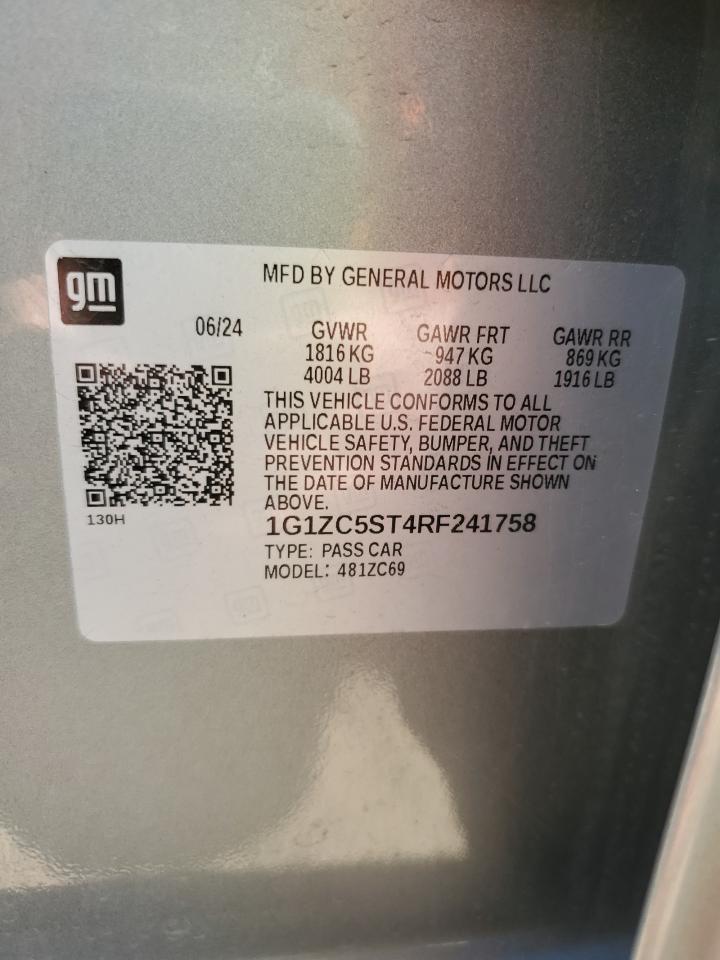 gm
MFD BY GENERAL MOTORS LLC
06/24 GVWR GAWR FRT GAWR RR
1816 KG 947 KG 869 KG
4004 LB 2088 LB 1916 LB
THIS VEHICLE CONFORMS TO ALL
APPLICABLE U.S. FEDERAL MOTOR
VEHICLE SAFETY, BUMPER, AND THEFT
PREVENTION STANDARDS IN EFFECT ON
THE DATE OF MANUFACTURE SHOWN
ABOVE.
130H
1G1ZC5ST4RF241758
TYPE: PASS CAR
MODEL: 481ZC69